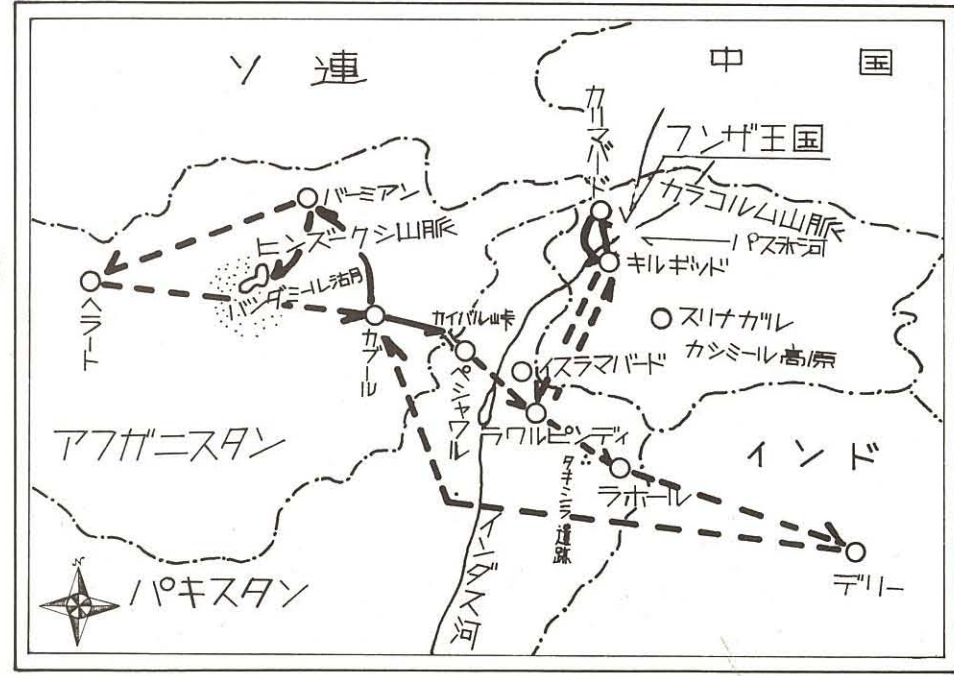 ソ連
中国
カリマバード
フンザ王国
カラコルム山脈
パス氷河
バーミアン
ヒンズークシ山脈
キルギッド
バンダミール湖
ヘラート
カイバル峠
カブール
スリナガル
カシミール高原
イスラマバード
ペシャワル
ラワルピンディ
アフガニスタン
インド
タキシラ遺跡
ラホール
インダス河
デリー
パキスタン
N